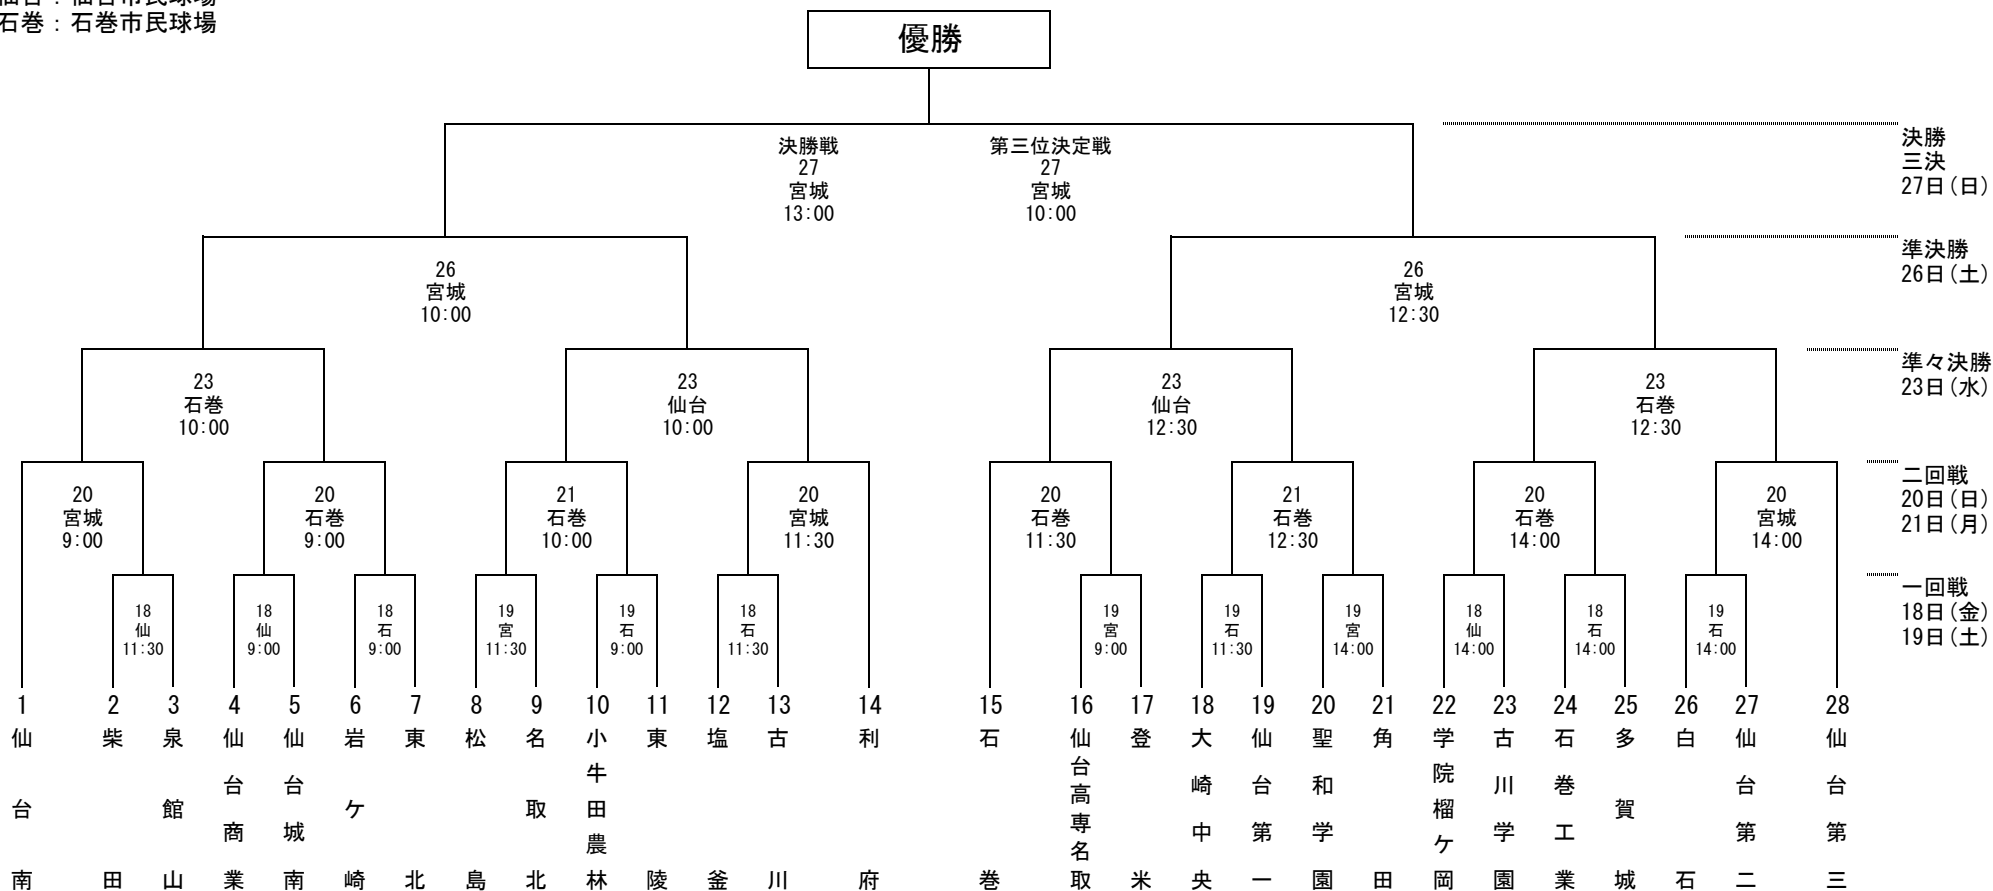 石巻：石巻市民球場
優勝
決勝戦
27
宮城
13:00
第三位決定戦
27
宮城
10:00
決勝
三決
27日(日)
26
宮城
10:00
26
宮城
12:30
準決勝
26日(土)
23
石巻
10:00
23
仙台
10:00
23
仙台
12:30
23
石巻
12:30
準々決勝
23日(水)
20
宮城
9:00
20
石巻
9:00
21
石巻
10:00
20
宮城
11:30
20
石巻
11:30
21
石巻
12:30
20
石巻
14:00
20
宮城
14:00
二回戦
20日(日)
21日(月)
18
仙
11:30
18
仙
9:00
18
石
9:00
19
宮
11:30
19
石
9:00
18
石
11:30
19
宮
9:00
19
石
11:30
19
宮
14:00
18
仙
14:00
18
石
14:00
19
石
14:00
一回戦
18日(金)
19日(土)
1
仙台南
2
柴田
3
泉館山
4
仙台商業
5
仙台城南
6
岩ケ崎
7
東北
8
松島
9
名取北
10
小牛田農林
11
東陵
12
塩釜
13
古川
14
利府
15
石巻
16
仙台高専名取
17
登米
18
大崎中央
19
仙台第一
20
聖和学園
21
角田
22
学院榴ケ岡
23
古川学園
24
石巻工業
25
多賀城
26
白石
27
仙台第二
28
仙台第三